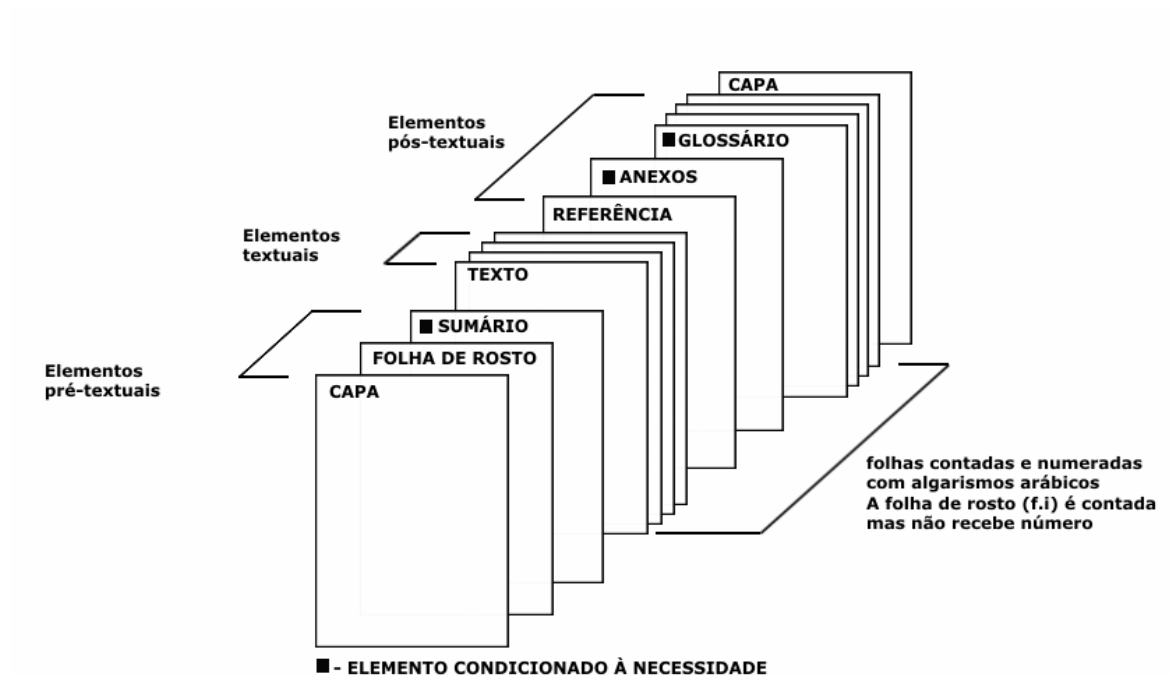 CAPA
Elementos
pós-textuais
■ GLOSSÁRIO
■ ANEXOS
REFERÊNCIA
Elementos
textuais
TEXTO
■ SUMÁRIO
FOLHA DE ROSTO
Elementos
pré-textuais
CAPA
folhas contadas e numeradas
com algarismos arábicos
A folha de rosto (f.i) é contada
mas não recebe número
■ - ELEMENTO CONDICIONADO À NECESSIDADE